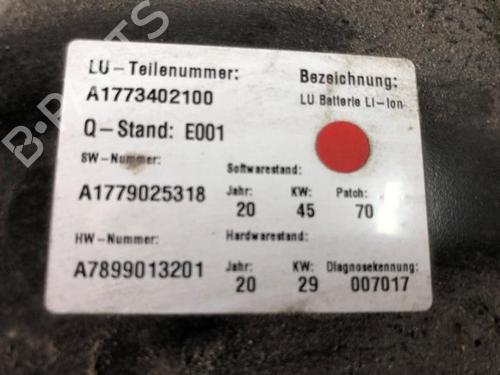 LU-Teilenummer:
Bezeichnung:
A1773402100
LU Batterie Li-Ion
Q-Stand: E001
SW-Nummer:
Softwarestand:
Jahr: KW: Patch:
A1779025318
20 45 70
HW-Nummer:
Hardwarestand:
Jahr: KW: Diagnosekennung:
A7899013201
20 29 007017
B-PARTS